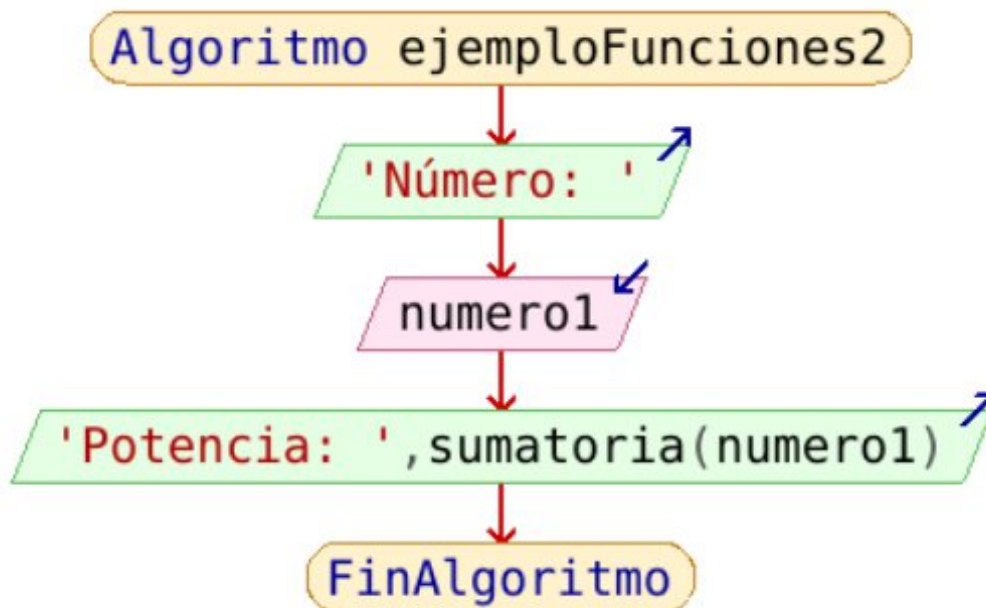 Algoritmo ejemploFunciones2
'Número: '
numero1
'Potencia: ',sumatoria(numero1)
FinAlgoritmo